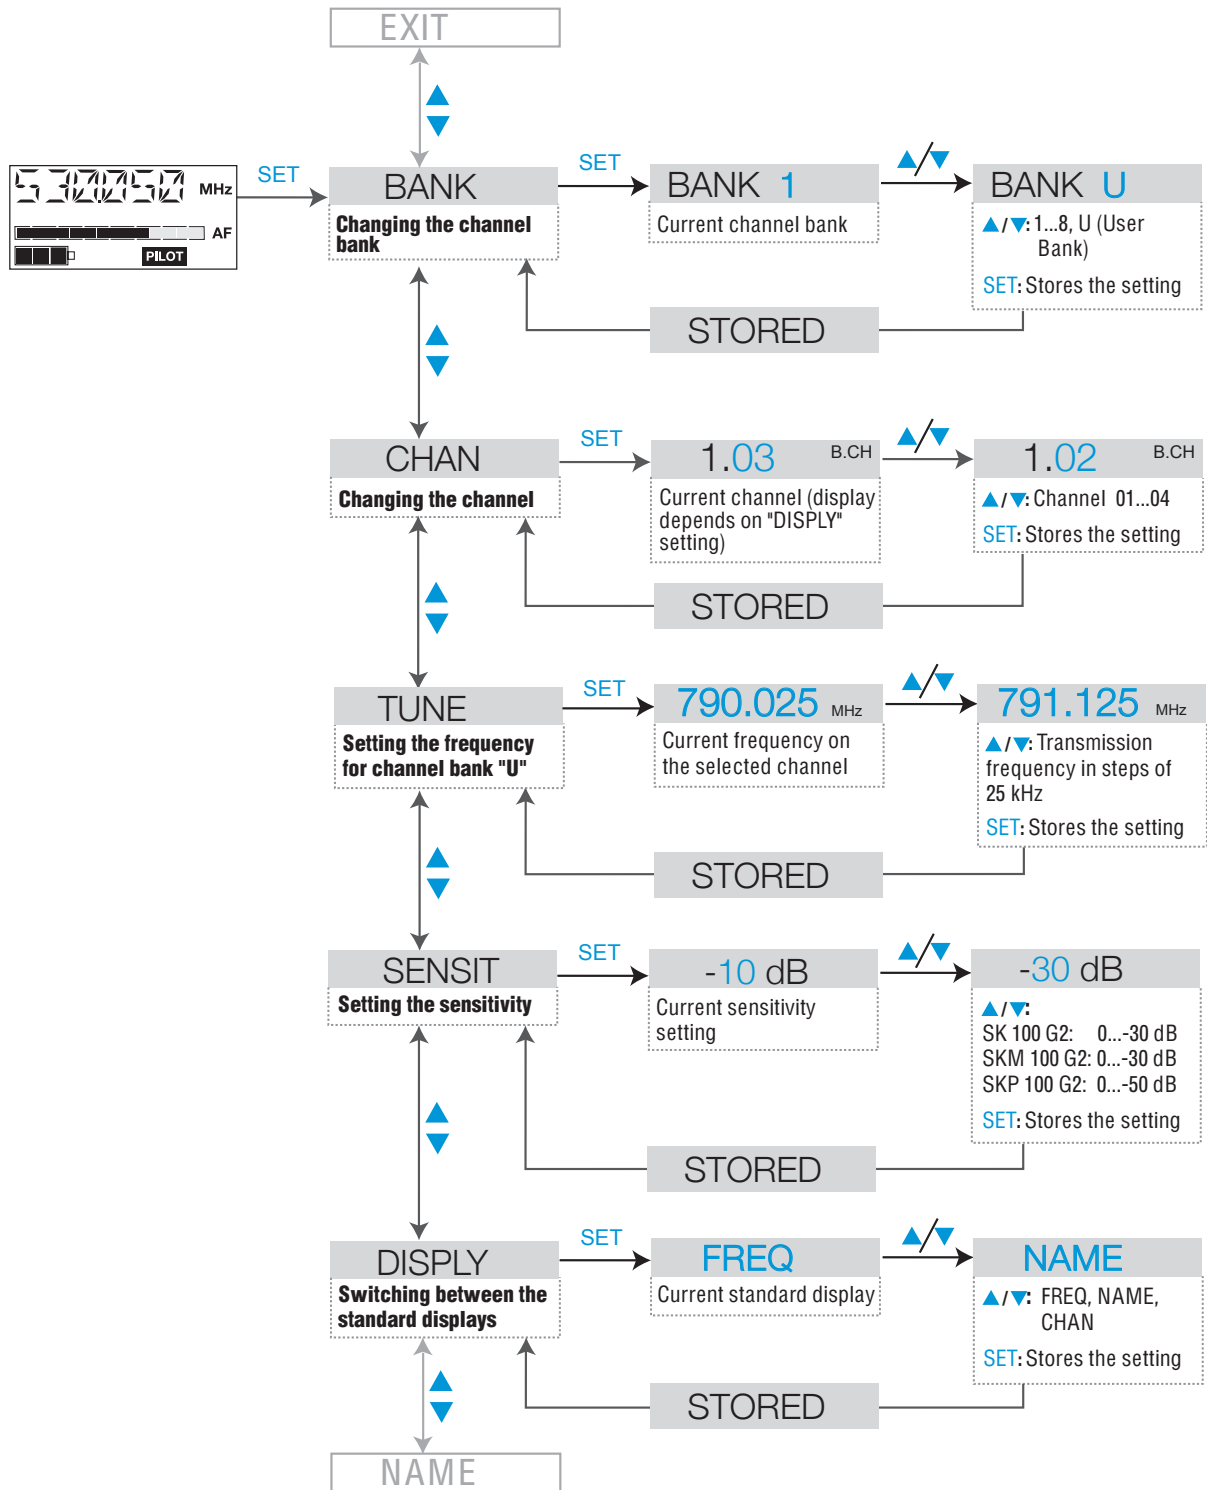 EXIT
530.050 MHz
AF
PILOT
SET
BANK
Changing the channel
bank
SET
BANK 1
Current channel bank
▲/▼
BANK U
▲/▼: 1...8, U (User
Bank)
SET: Stores the setting
STORED
CHAN
Changing the channel
SET
1.03 B.CH
Current channel (display
depends on "DISPLY"
setting)
▲/▼
1.02 B.CH
▲/▼: Channel 01...04
SET: Stores the setting
STORED
TUNE
Setting the frequency
for channel bank "U"
SET
790.025 MHz
Current frequency on
the selected channel
▲/▼
791.125 MHz
▲/▼: Transmission
frequency in steps of
25 kHz
SET: Stores the setting
STORED
SENSIT
Setting the sensitivity
SET
-10 dB
Current sensitivity
setting
▲/▼
-30 dB
▲/▼:
SK 100 G2: 0...-30 dB
SKM 100 G2: 0...-30 dB
SKP 100 G2: 0...-50 dB
SET: Stores the setting
STORED
DISPLY
Switching between the
standard displays
SET
FREQ
Current standard display
▲/▼
NAME
▲/▼: FREQ, NAME,
CHAN
SET: Stores the setting
STORED
NAME